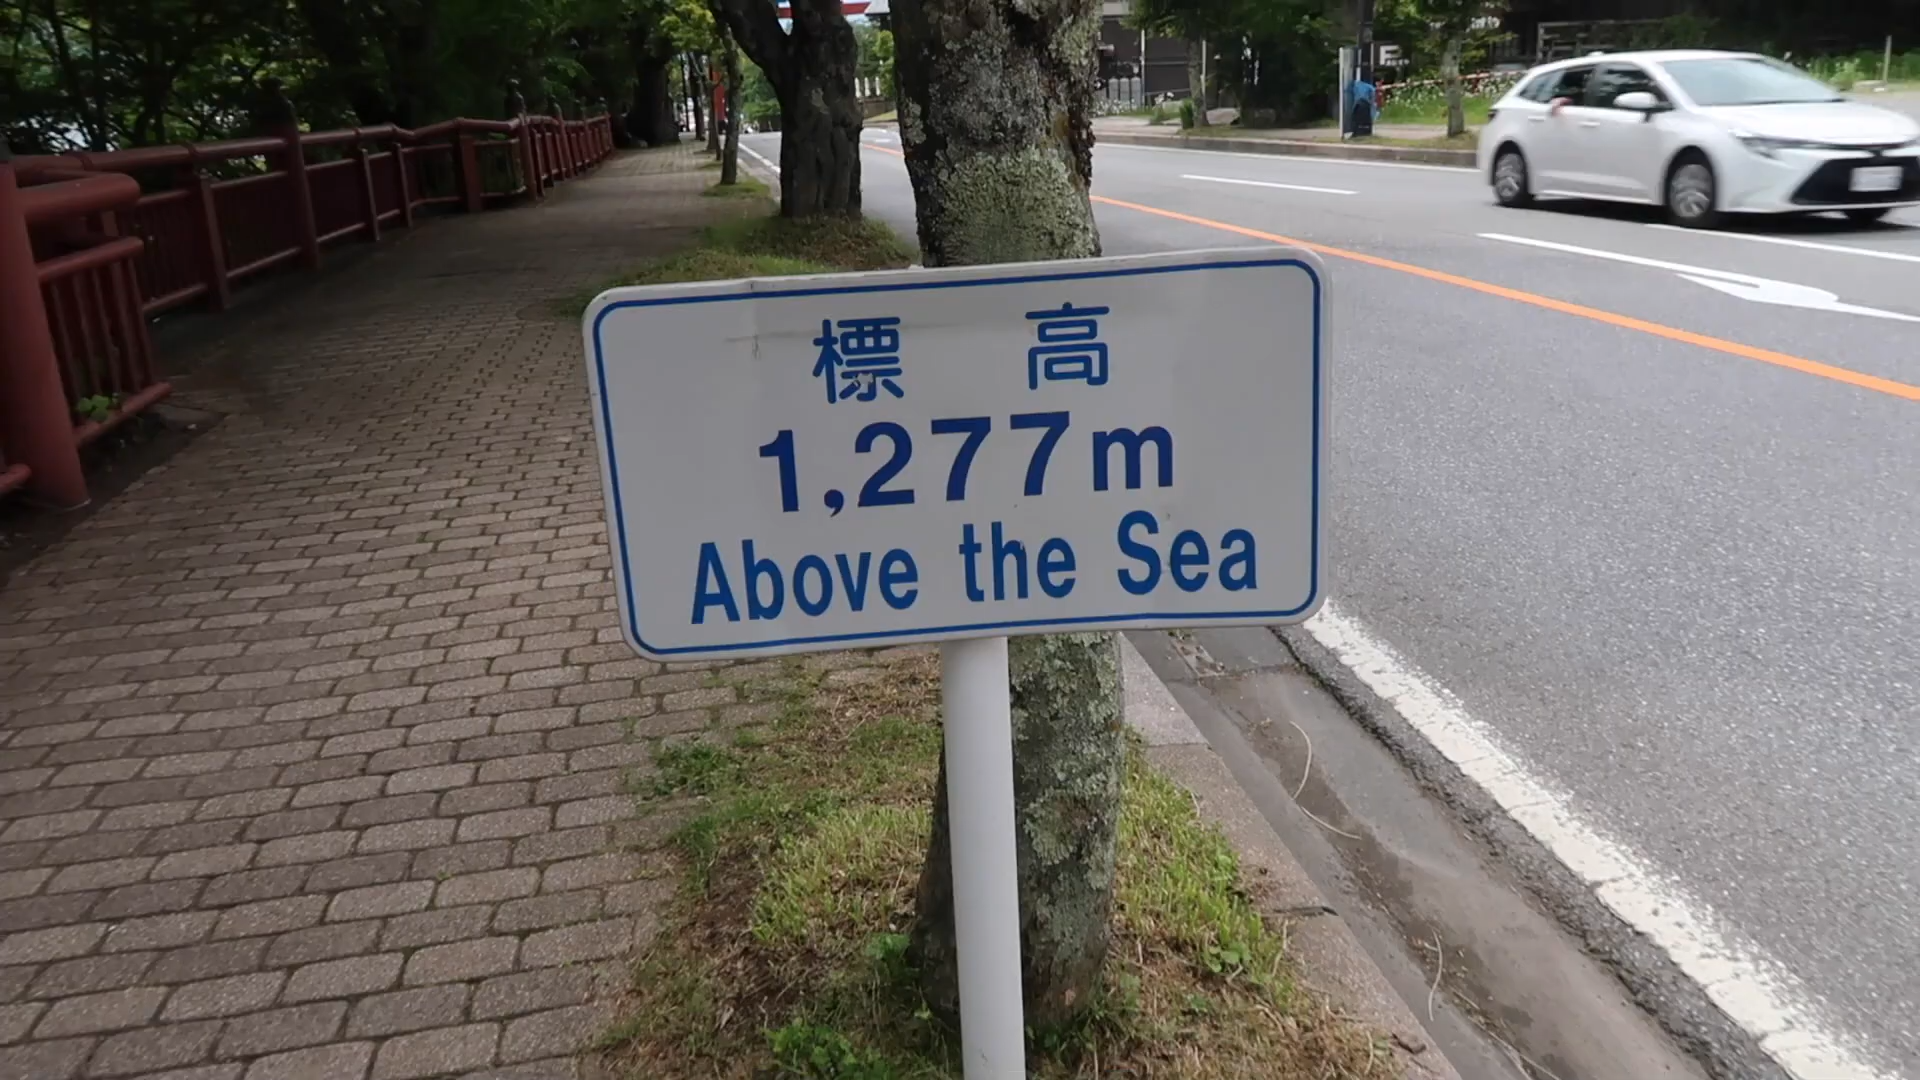 標高
1,277m
Above the Sea